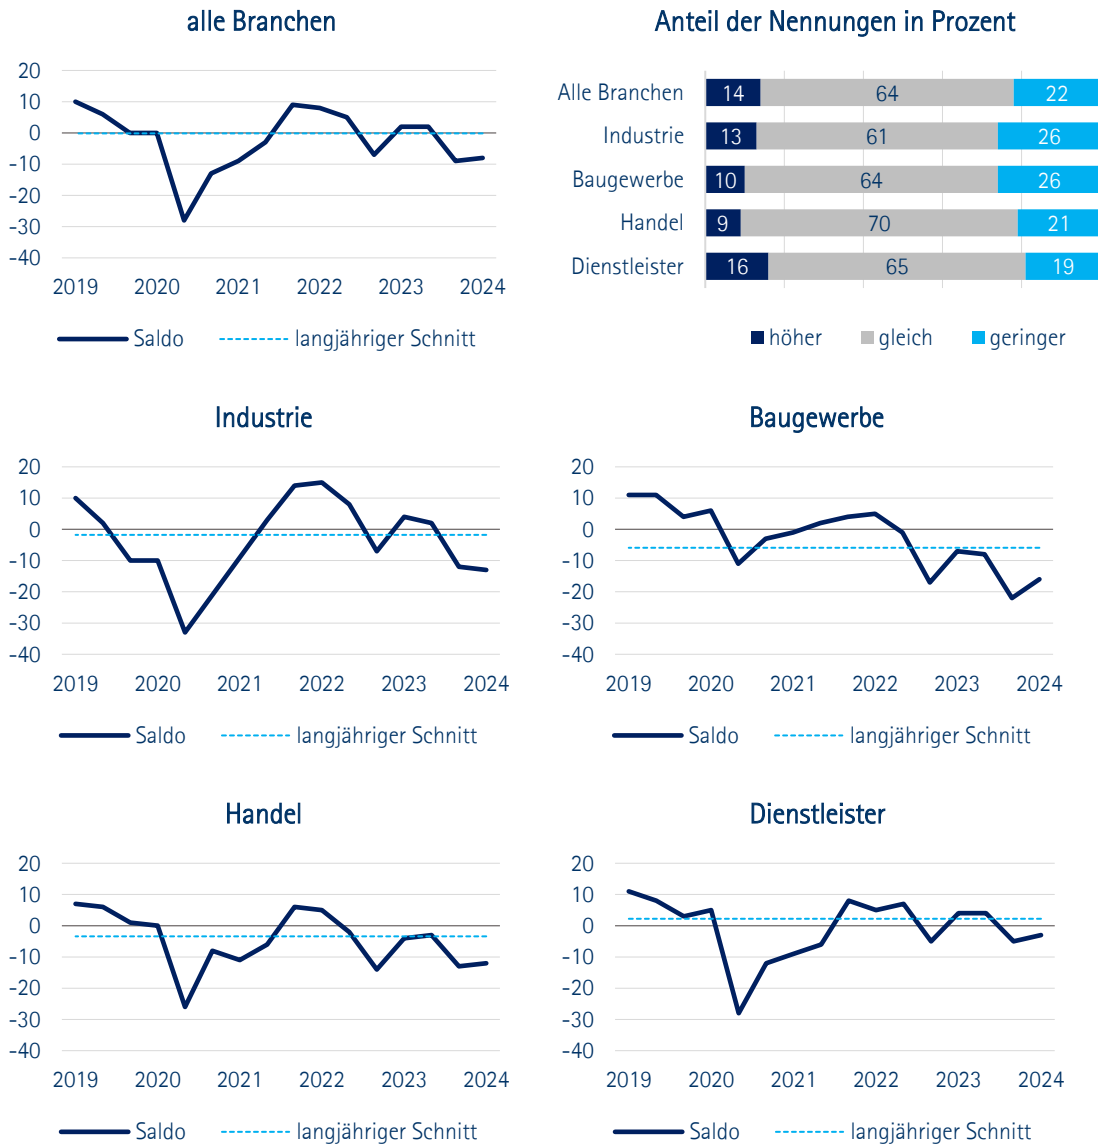 alle Branchen
20
10
0
-10
-20
-30
-40
2019 2020 2021 2022 2023 2024
Saldo langjähriger Schnitt
Anteil der Nennungen in Prozent
Alle Branchen 14 64 22
Industrie 13 61 26
Baugewerbe 10 64 26
Handel 9 70 21
Dienstleister 16 65 19
höher gleich geringer
Industrie
20
10
0
-10
-20
-30
-40
2019 2020 2021 2022 2023 2024
Saldo langjähriger Schnitt
Baugewerbe
20
10
0
-10
-20
-30
-40
2019 2020 2021 2022 2023 2024
Saldo langjähriger Schnitt
Handel
20
10
0
-10
-20
-30
-40
2019 2020 2021 2022 2023 2024
Saldo langjähriger Schnitt
Dienstleister
20
10
0
-10
-20
-30
-40
2019 2020 2021 2022 2023 2024
Saldo langjähriger Schnitt